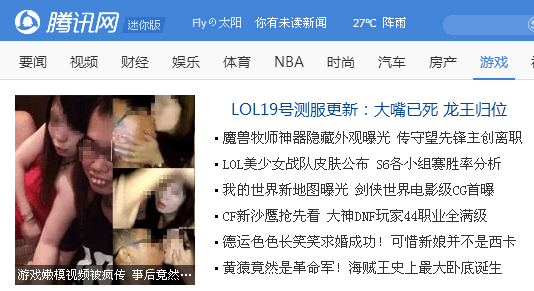 腾讯网 迷你版 Fly的太阳 你有未读新闻 27℃ 阵雨
要闻 视频 财经 娱乐 体育 NBA 时尚 汽车 房产 游戏
LOL19号测服更新：大嘴已死 龙王归位
魔兽牧师神器隐藏外观曝光 传守望先锋主创离职
LOL美少女战队皮肤公布 S6各小组赛胜率分析
我的世界新地图曝光 剑侠世界电影级CG首曝
CF新沙鹰抢先看 大神DNF玩家44职业全满级
德运色色长笑笑求婚成功！可惜新娘并不是西卡
黄猿竟然是革命军！海贼王史上最大卧底诞生
游戏嫩模视频被疯传 事后竟然…